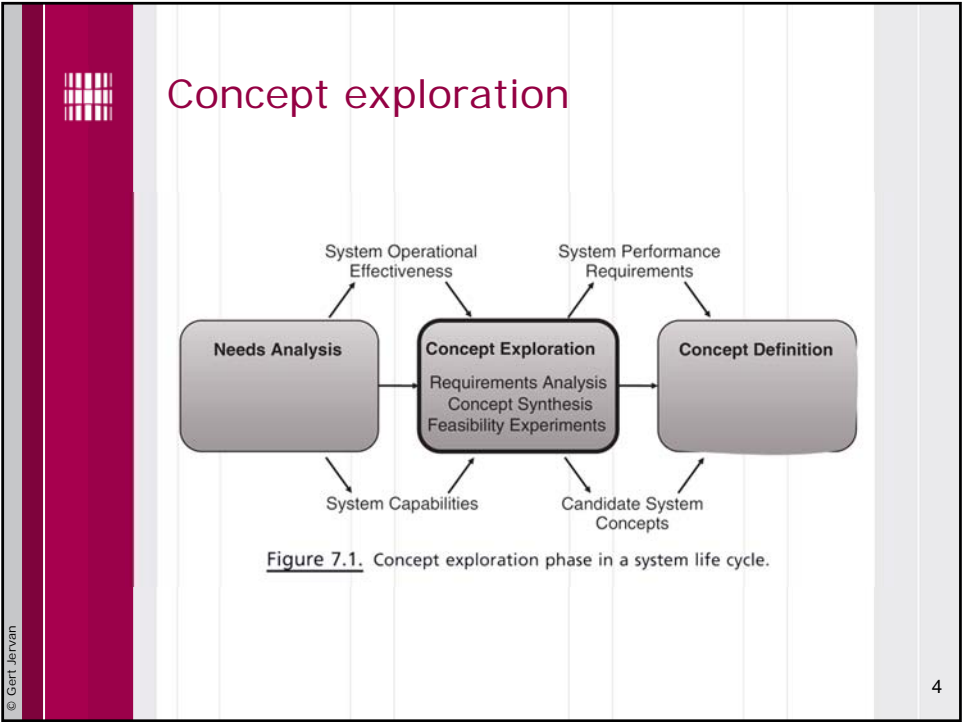 Concept exploration
System Operational
Effectiveness
System Performance
Requirements
Needs Analysis
Concept Exploration
Requirements Analysis
Concept Synthesis
Feasibility Experiments
Concept Definition
System Capabilities
Candidate System
Concepts
Figure 7.1. Concept exploration phase in a system life cycle.
© Gert Jervan
4